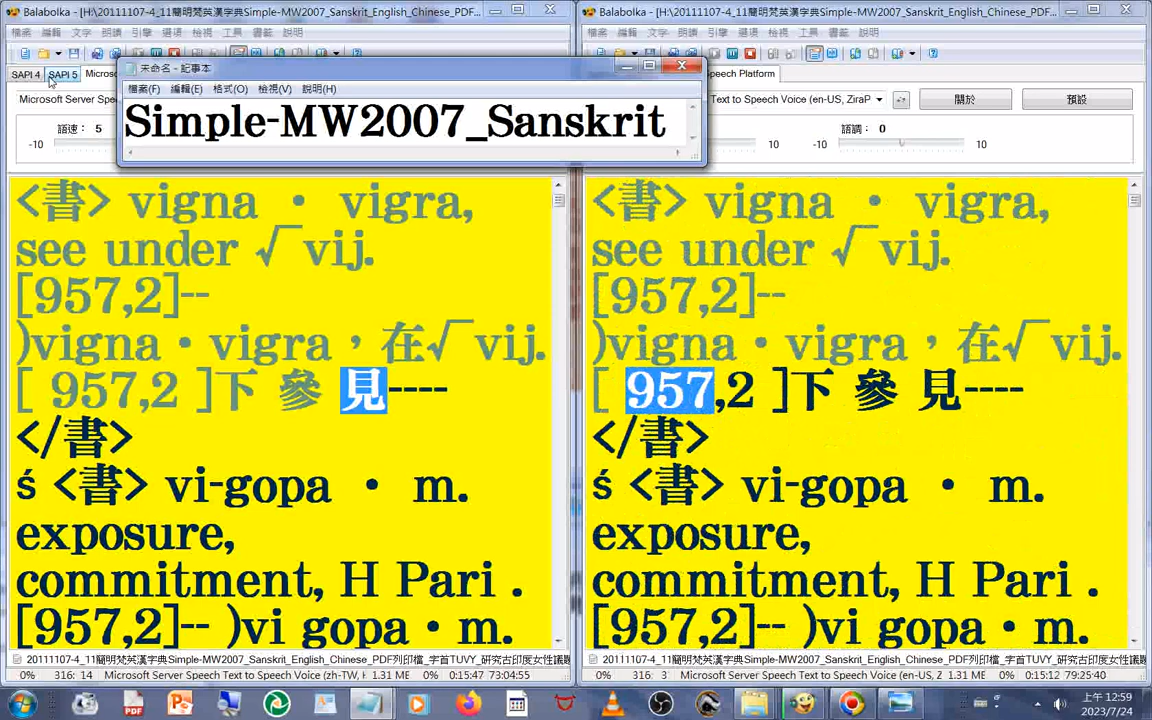 Balabolka - [H:\20111107-4_11簡明梵英漢字典Simple-MW2007_Sanskrit_English_Chinese_PDF...
檔案 編輯 文字 朗讀 引擎 選項 檢視 工具 書籤 說明
SAPI 4 SAPI 5 Micros
Microsoft Server Spe
語速： 5
-10
未命名 - 記事本
檔案(F) 編輯(E) 格式(O) 檢視(V) 說明(H)
Simple-MW2007_Sanskrit
10
<書> vigna • vigra,
see under √vij.
[957,2]--
)vigna • vigra，在√vij.
[ 957,2 ]下 參 見----
</書>
ś <書> vi-gopa • m.
exposure,
commitment, H Pari .
[957,2]-- )vi gopa • m.
20111107-4_11簡明梵英漢字典Simple-MW2007_Sanskrit_English_Chinese_PDF列印檔_字首TUVY_研究古印度女性議題
0% 316: 14 Microsoft Server Speech Text to Speech Voice (zh-TW, 1.31 MB 0% 0:15:47 73:04:55
Balabolka - [H:\20111107-4_11簡明梵英漢字典Simple-MW2007_Sanskrit_English_Chinese_PDF...
檔案 編輯 文字 朗讀 引擎 選項 檢視 工具 書籤 說明
peech Platform
Text to Speech Voice (en-US, ZiraP
關於 預設
語調： 0
-10 10
<書> vigna • vigra,
see under √vij.
[957,2]--
)vigna • vigra，在√vij.
[ 957,2 ]下 參 見----
</書>
ś <書> vi-gopa • m.
exposure,
commitment, H Pari .
[957,2]-- )vi gopa • m.
20111107-4_11簡明梵英漢字典Simple-MW2007_Sanskrit_English_Chinese_PDF列印檔_字首TUVY_研究古印度女性議題
0% 316: 3 Microsoft Server Speech Text to Speech Voice (en-US, Z 1.31 MB 0% 0:15:12 79:25:40
上午 12:59
2023/7/24